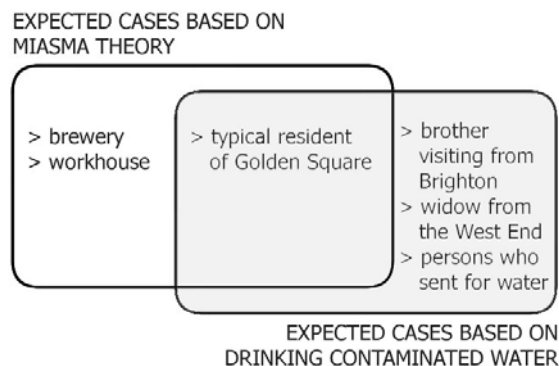 EXPECTED CASES BASED ON
MIASMA THEORY
> brewery
> workhouse
> typical resident
of Golden Square
> brother
visiting from
Brighton
> widow from
the West End
> persons who
sent for water
EXPECTED CASES BASED ON
DRINKING CONTAMINATED WATER